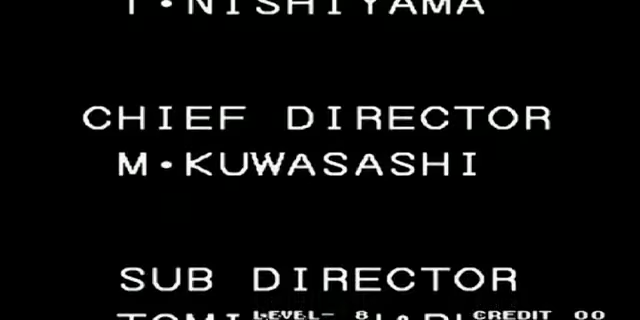 T・NISHIYAMA
CHIEF DIRECTOR
M・KUWASASHI
SUB DIRECTOR
LEVEL- 8
CREDIT 00